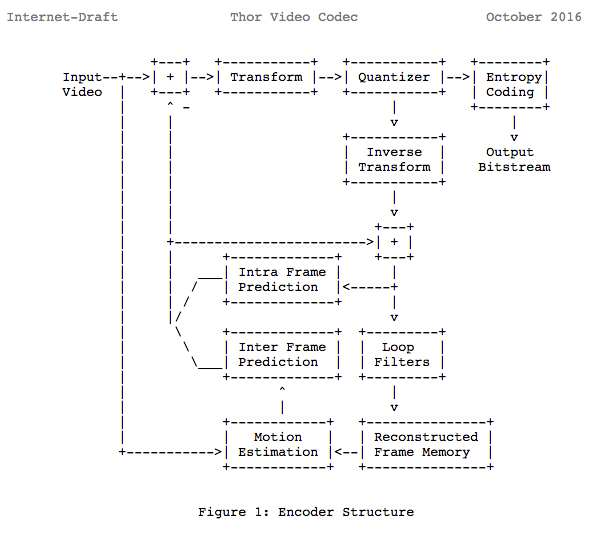 Internet-Draft Thor Video Codec October 2016
Input + Transform Quantizer Entropy
Video Coding
-
Inverse Output
Transform Bitstream
+
Intra Frame
Prediction
Inter Frame Loop
Prediction Filters
Motion Reconstructed
Estimation Frame Memory
Figure 1: Encoder Structure